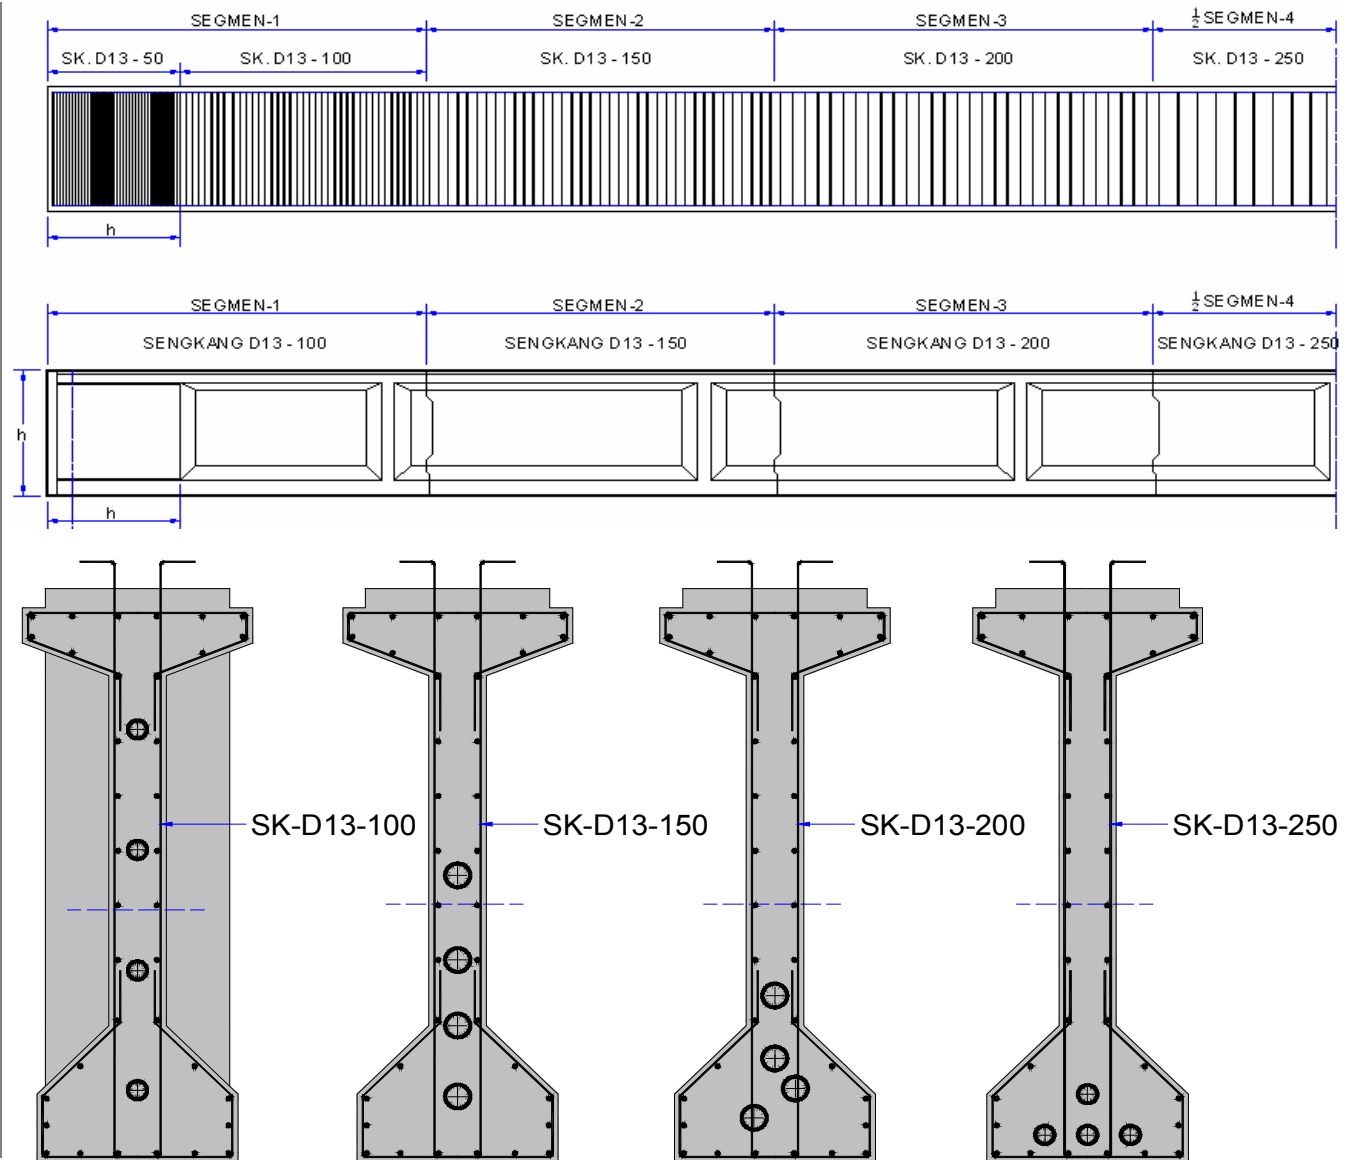 SEGMEN-1 SEGMEN-2 SEGMEN-3 ½ SEGMEN-4
SK. D13 - 50 SK. D13 - 100 SK. D13 - 150 SK. D13 - 200 SK. D13 - 250
h
SEGMEN-1 SEGMEN-2 SEGMEN-3 ½ SEGMEN-4
SENGKANG D13 - 100 SENGKANG D13 - 150 SENGKANG D13 - 200 SENGKANG D13 - 250
h
h
SK-D13-100 SK-D13-150 SK-D13-200 SK-D13-250